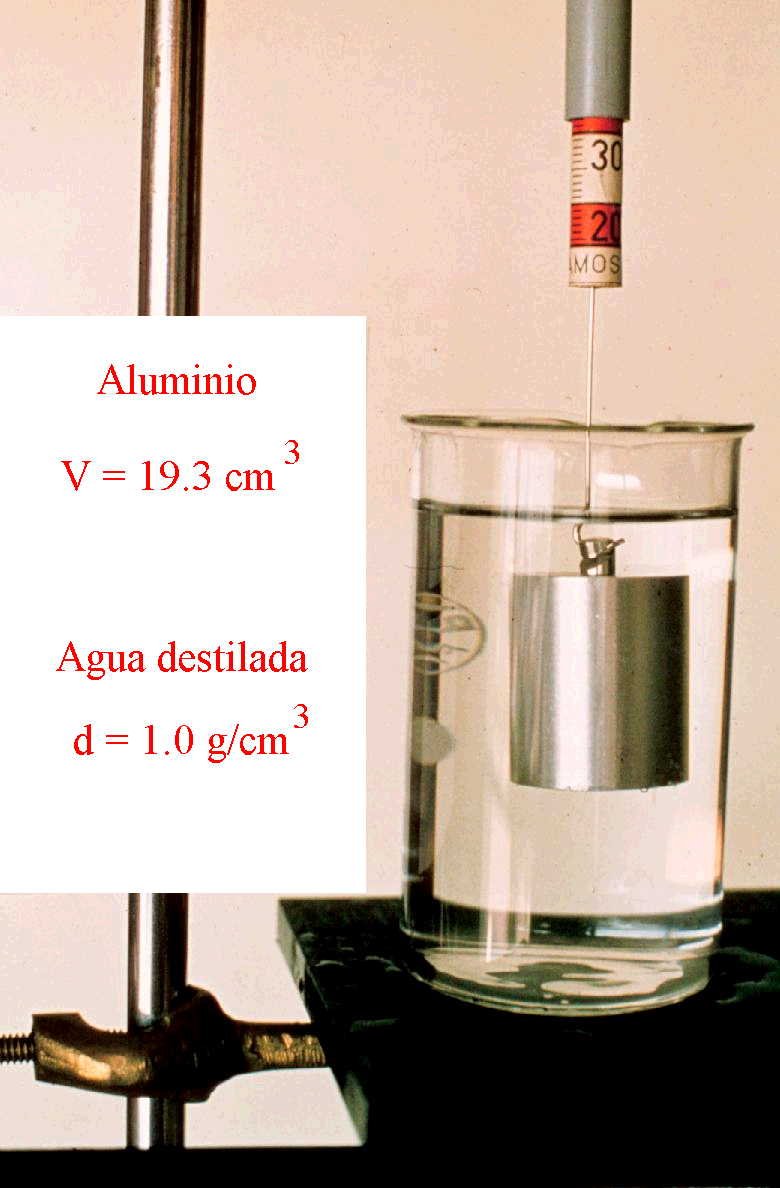 30
20
AMOS
Aluminio
V = 19.3 cm³
Agua destilada
d = 1.0 g/cm³